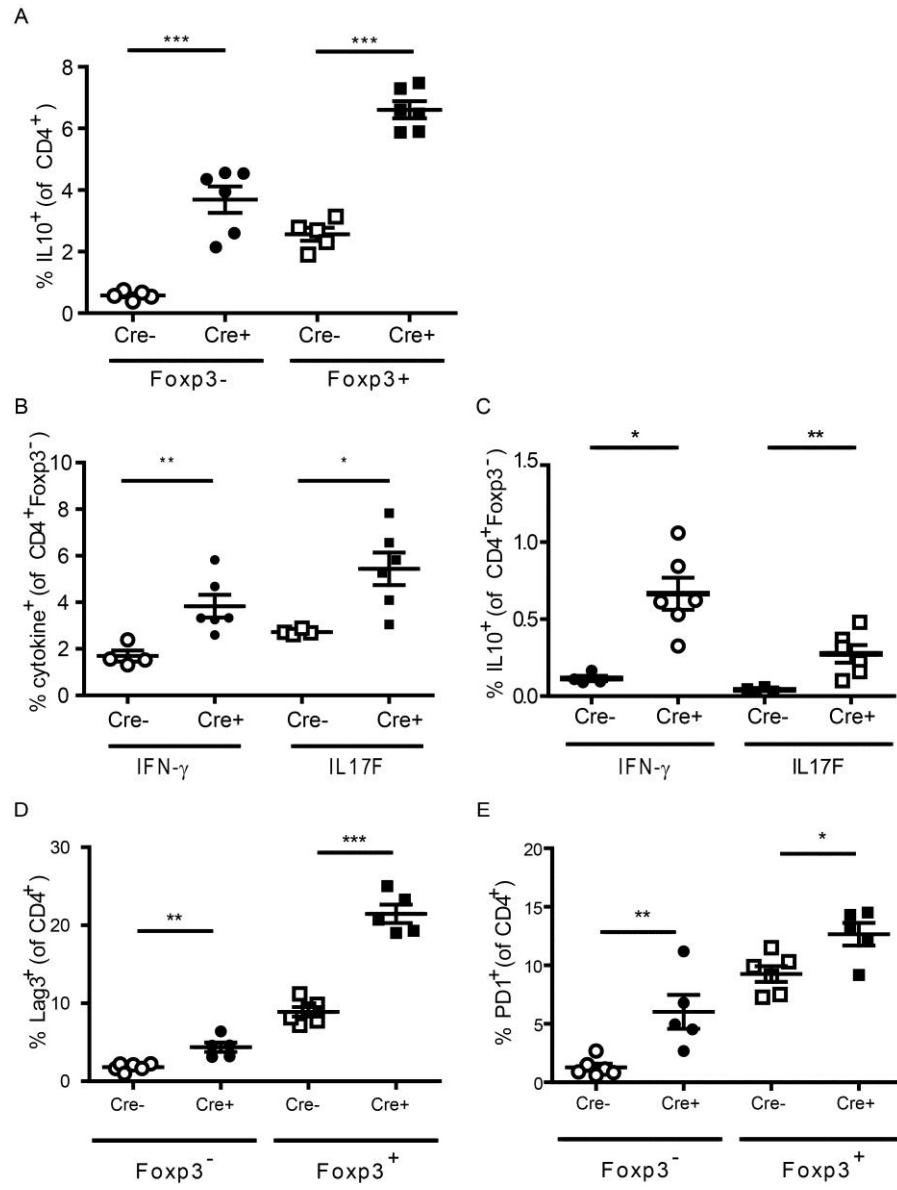 A
*** ***
% IL10+ (of CD4+)
8
6
4
2
0
Cre- Cre+ Cre- Cre+
Foxp3- Foxp3+
B
** *
% cytokine+ (of CD4+Foxp3-)
10
8
6
4
2
0
Cre- Cre+ Cre- Cre+
IFN-γ IL17F
C
* **
% IL10+ (of CD4+Foxp3-)
1.5
1.0
0.5
0.0
Cre- Cre+ Cre- Cre+
IFN-γ IL17F
D
** ***
% Lag3+ (of CD4+)
30
20
10
0
Cre- Cre+ Cre- Cre+
Foxp3- Foxp3+
E
** *
% PD1+ (of CD4+)
20
15
10
5
0
Cre- Cre+ Cre- Cre+
Foxp3- Foxp3+